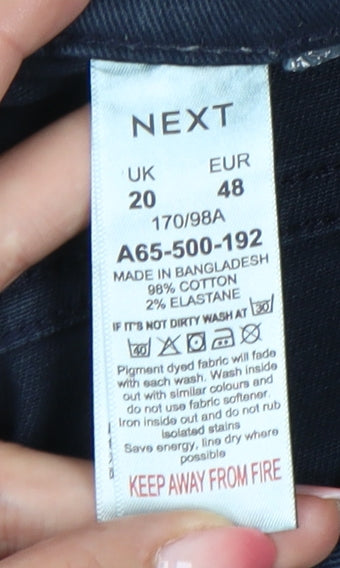 NEXT
UK EUR
20 48
170/98A
A65-500-192
MADE IN BANGLADESH
98% COTTON
2% ELASTANE
IF IT'S NOT DIRTY WASH AT 30
40
Pigment dyed fabric will fade
with each wash. Wash inside
out with similar colours and
do not use fabric softener.
Iron inside out and do not rub
isolated stains
Save energy, line dry where
possible
KEEP AWAY FROM FIRE